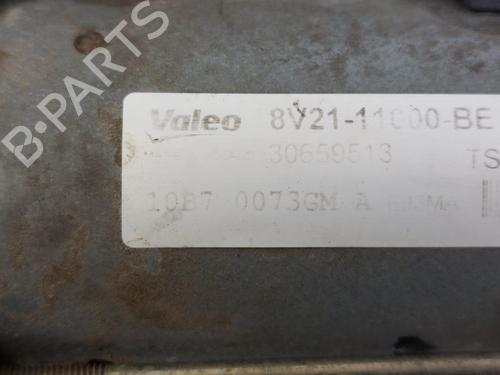 B-PARTS
Valeo 8V21-11000-BE
30659513 TS
10B7 0073GM A